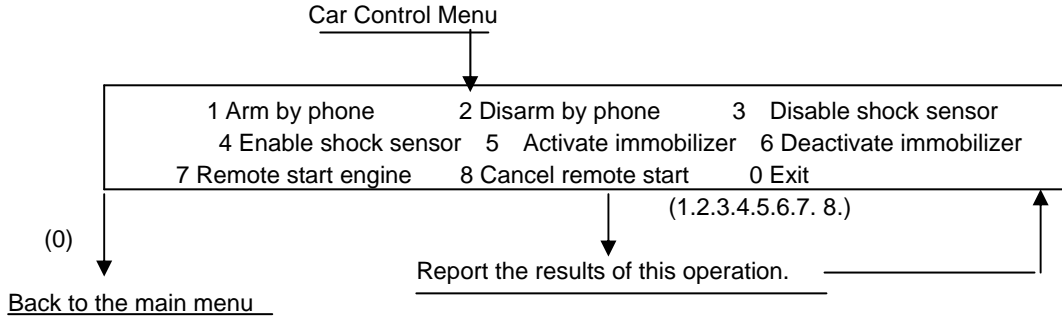 Car Control Menu
1 Arm by phone 2 Disarm by phone 3 Disable shock sensor
4 Enable shock sensor 5 Activate immobilizer 6 Deactivate immobilizer
7 Remote start engine 8 Cancel remote start 0 Exit
(1.2.3.4.5.6.7. 8.)
(0)
Report the results of this operation.
Back to the main menu